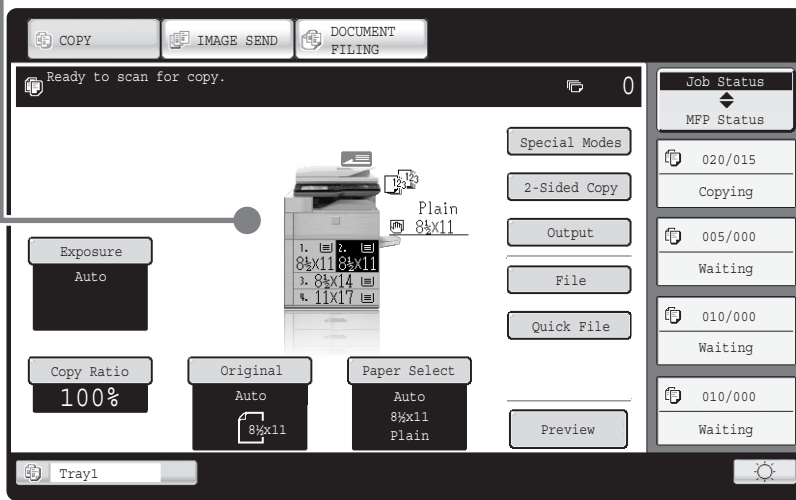 COPY
IMAGE SEND
DOCUMENT
FILING
Ready to scan for copy.
0
Job Status
MFP Status
020/015
Copying
005/000
Waiting
010/000
Waiting
010/000
Waiting
Special Modes
2-Sided Copy
Output
File
Quick File
Preview
123
123
Plain
8½X11
1.
2.
8½X11
8½X11
3. 8½X14
4. 11X17
Exposure
Auto
Copy Ratio
100%
Original
Auto
8½x11
Paper Select
Auto
8½x11
Plain
Tray1